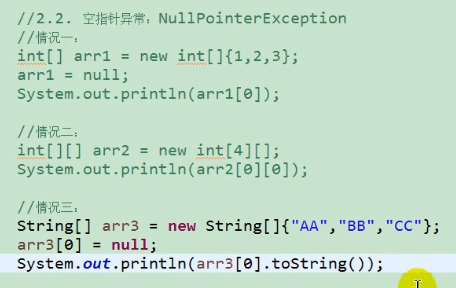 //2.2. 空指针异常：NullPointerException
//情况一：
int[] arr1 = new int[]{1,2,3};
arr1 = null;
System.out.println(arr1[0]);
//情况二：
int[][] arr2 = new int[4][];
System.out.println(arr2[0][0]);
//情况三：
String[] arr3 = new String[]{"AA","BB","CC"};
arr3[0] = null;
System.out.println(arr3[0].toString());